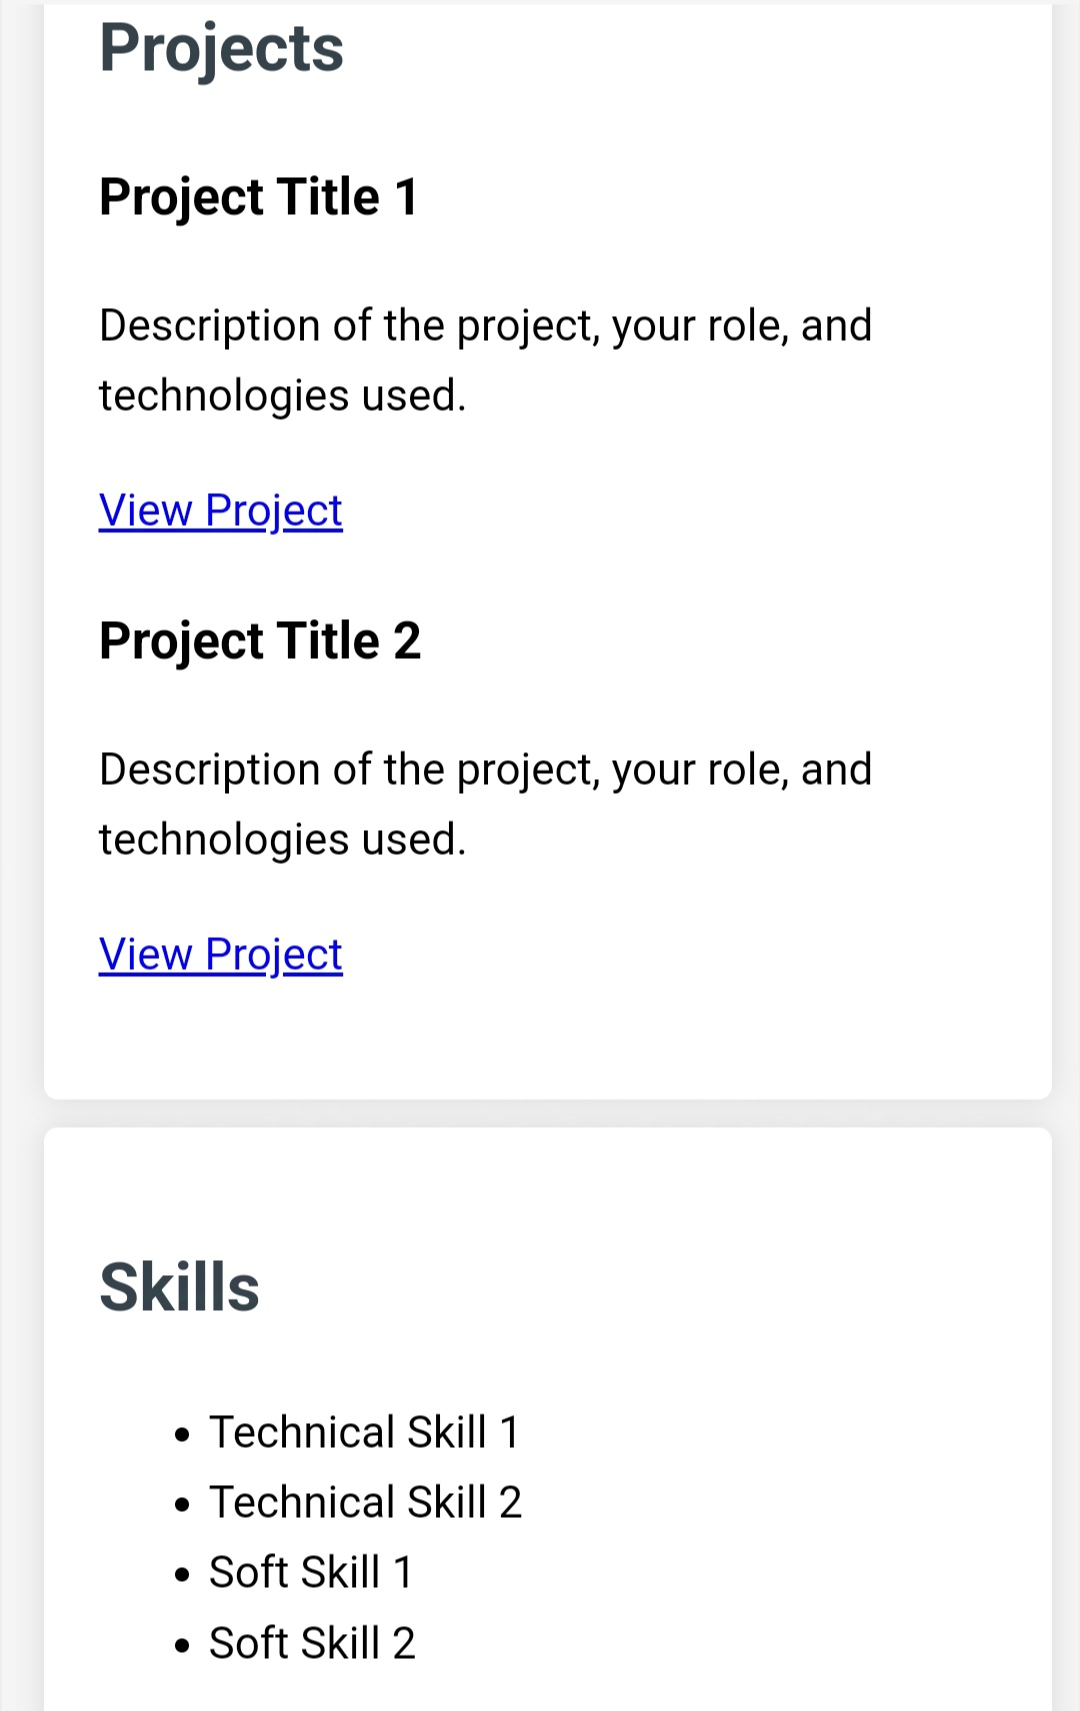 Projects
Project Title 1
Description of the project, your role, and
technologies used.
View Project
Project Title 2
Description of the project, your role, and
technologies used.
View Project
Skills
Technical Skill 1
Technical Skill 2
Soft Skill 1
Soft Skill 2